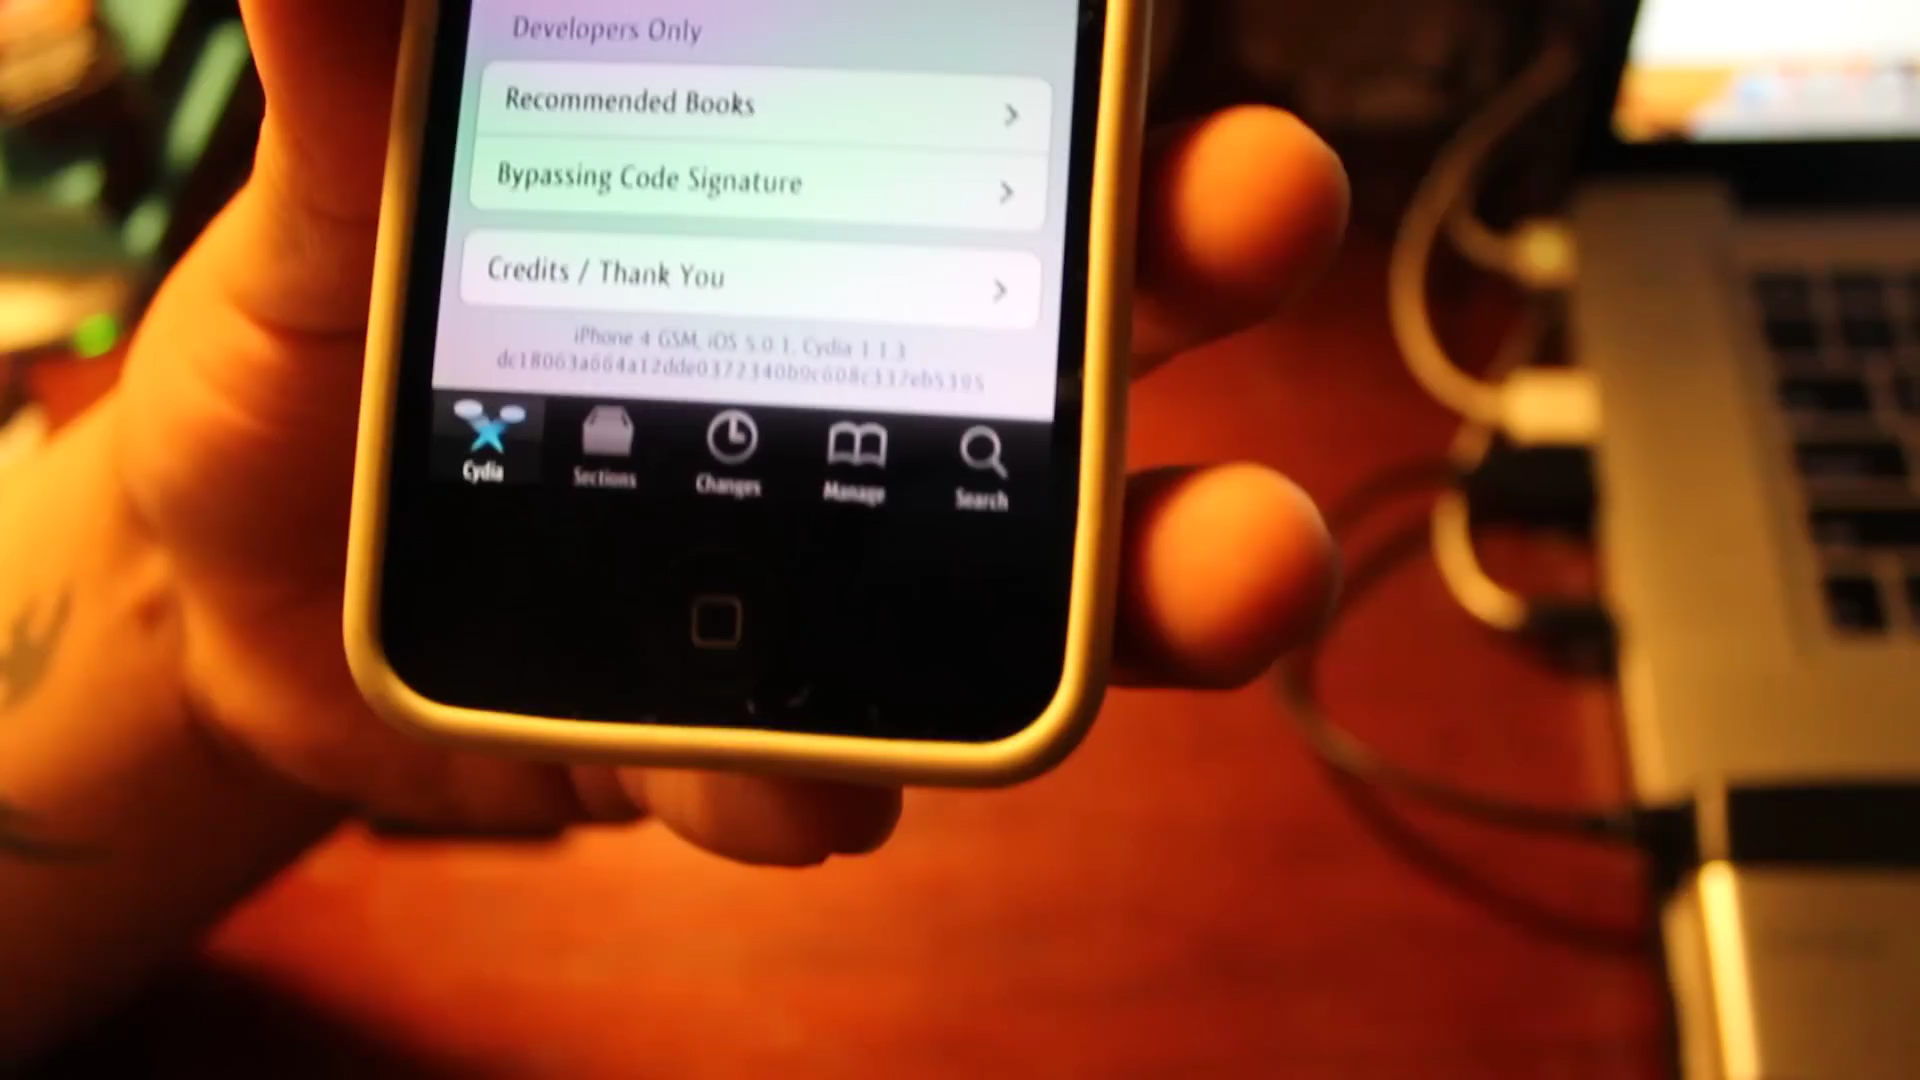 Developers Only
Recommended Books
Bypassing Code Signature
Credits / Thank You
iPhone 4 GSM, iOS 5.0.1, Cydia 1.1.3
Cydia
Sections
Changes
Manage
Search